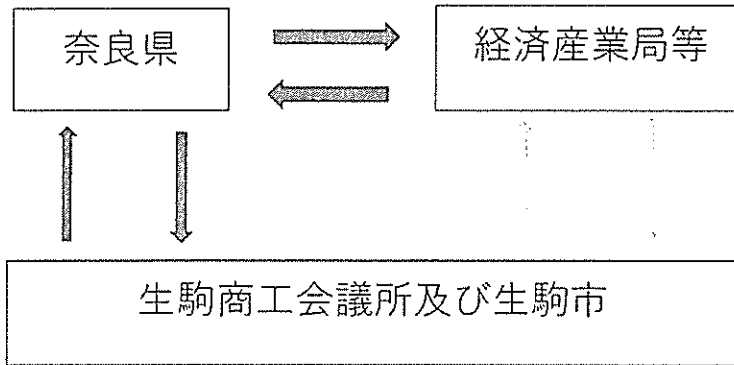 奈良県
経済産業局等
生駒商工会議所及び生駒市